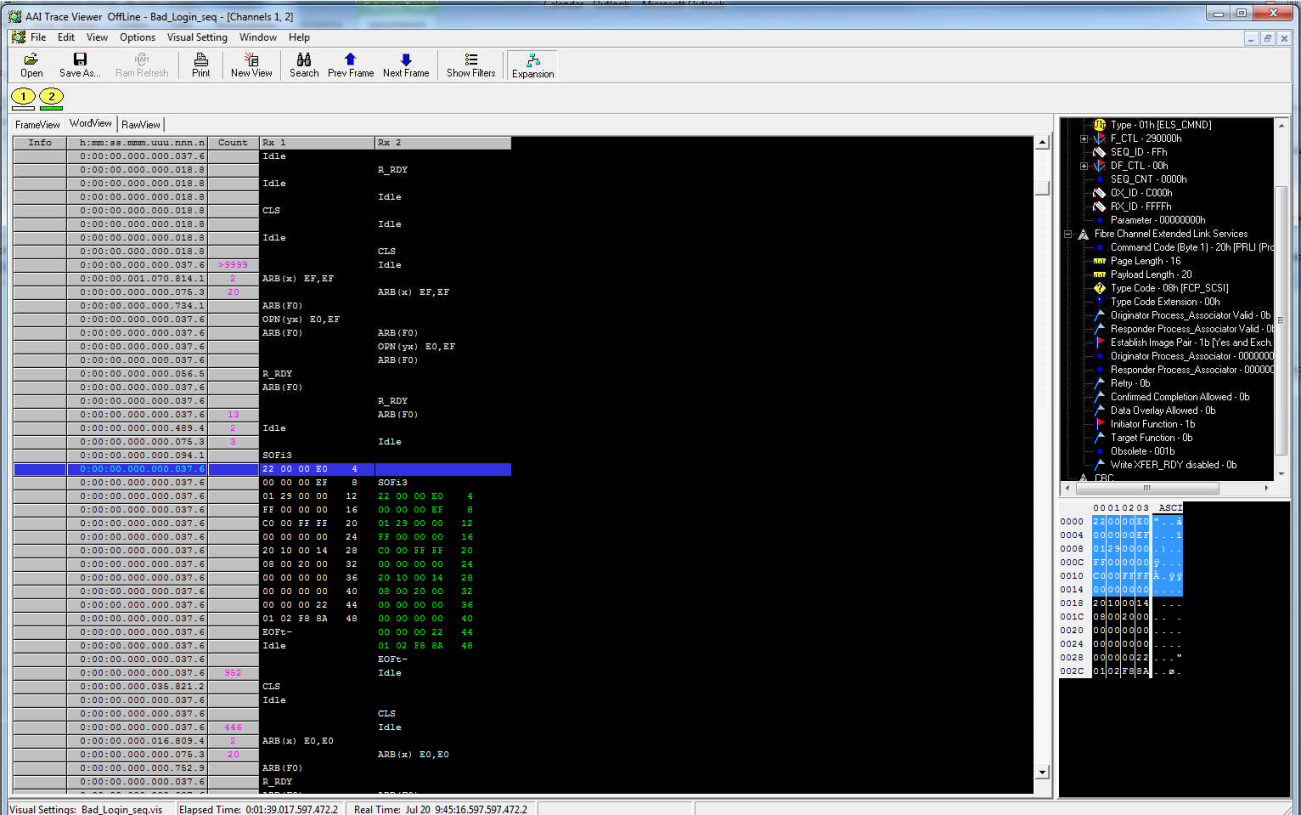 AAI Trace Viewer OffLine - Bad_Login_seq - [Channels 1, 2]
File Edit View Options Visual Setting Window Help
Open Save As... Ram Refresh Print New View Search Prev Frame Next Frame Show Filters Expansion
1 2
FrameView WordView RawView
Info h:mm:ss.mmm.uuu.nnn.n Count Rx 1 Rx 2
0:00:00.000.000.037.6 Idle
0:00:00.000.000.018.8 R_RDY
0:00:00.000.000.018.8 Idle
0:00:00.000.000.018.8 Idle
0:00:00.000.000.018.8 CLS
0:00:00.000.000.018.8 Idle
0:00:00.000.000.018.8 Idle
0:00:00.000.000.018.8 CLS
0:00:00.000.000.037.6 >9999 Idle
0:00:00.001.070.814.1 2 ARB(x) EF,EF
0:00:00.000.000.075.3 20 ARB(x) EF,EF
0:00:00.000.000.734.1 ARB(F0)
0:00:00.000.000.037.6 OPN(yx) E0,EF
0:00:00.000.000.037.6 ARB(F0) ARB(F0)
0:00:00.000.000.037.6 OPN(yx) E0,EF
0:00:00.000.000.037.6 ARB(F0)
0:00:00.000.000.056.5 R_RDY
0:00:00.000.000.037.6 ARB(F0)
0:00:00.000.000.037.6 R_RDY
0:00:00.000.000.037.6 13 ARB(F0)
0:00:00.000.000.489.4 2 Idle
0:00:00.000.000.075.3 3 Idle
0:00:00.000.000.094.1 SOFi3
0:00:00.000.000.037.6 22 00 00 E0 4
0:00:00.000.000.037.6 00 00 00 EF 8 SOFi3
0:00:00.000.000.037.6 01 29 00 00 12 22 00 00 E0 4
0:00:00.000.000.037.6 FF 00 00 00 16 00 00 00 EF 8
0:00:00.000.000.037.6 C0 00 FF FF 20 01 29 00 00 12
0:00:00.000.000.037.6 00 00 00 00 24 FF 00 00 00 16
0:00:00.000.000.037.6 20 10 00 14 28 C0 00 FF FF 20
0:00:00.000.000.037.6 08 00 20 00 32 00 00 00 00 24
0:00:00.000.000.037.6 00 00 00 00 36 20 10 00 14 28
0:00:00.000.000.037.6 00 00 00 00 40 08 00 20 00 32
0:00:00.000.000.037.6 00 00 00 22 44 00 00 00 00 36
0:00:00.000.000.037.6 01 02 F8 8A 48 00 00 00 00 40
0:00:00.000.000.037.6 EOFt- 00 00 00 22 44
0:00:00.000.000.037.6 Idle 01 02 F8 8A 48
0:00:00.000.000.037.6 EOFt-
0:00:00.000.000.037.6 952 Idle
0:00:00.000.035.821.2 CLS
0:00:00.000.000.037.6 Idle
0:00:00.000.000.037.6 CLS
0:00:00.000.000.037.6 446 Idle
0:00:00.000.016.809.4 2 ARB(x) E0,E0
0:00:00.000.000.075.3 20 ARB(x) E0,E0
0:00:00.000.000.752.9 ARB(F0)
0:00:00.000.000.037.6 R_RDY
Type - 01h [ELS_CMND]
F_CTL - 290000h
SEQ_ID - FFh
DF_CTL - 00h
SEQ_CNT - 0000h
OX_ID - C000h
RX_ID - FFFFh
Parameter - 00000000h
Fibre Channel Extended Link Services
Command Code (Byte 1) - 20h [PRLI (Pro
Page Length - 16
Payload Length - 20
Type Code - 08h [FCP_SCSI]
Type Code Extension - 00h
Originator Process_Associator Valid - 0b
Responder Process_Associator Valid - 0b
Establish Image Pair - 1b [Yes and Exch.
Originator Process_Associator - 0000000
Responder Process_Associator - 000000
Retry - 0b
Confirmed Completion Allowed - 0b
Data Overlay Allowed - 0b
Initiator Function - 1b
Target Function - 0b
Obsolete - 001b
Write XFER_RDY disabled - 0b
CRC
00 01 02 03 ASCI
0000 22 00 00 E0 "..à
0004 00 00 00 EF ...ï
0008 01 29 00 00 .)..
000C FF 00 00 00 ÿ...
0010 C0 00 FF FF À.ÿÿ
0014 00 00 00 00 ....
0018 20 10 00 14 ...
001C 08 00 20 00 .. .
0020 00 00 00 00 ....
0024 00 00 00 00 ....
0028 00 00 00 22 ..."
002C 01 02 F8 8A ..ø.
Visual Settings: Bad_Login_seq.vis Elapsed Time: 0:01:39.017.597.472.2 Real Time: Jul 20 9:45:16.597.597.472.2